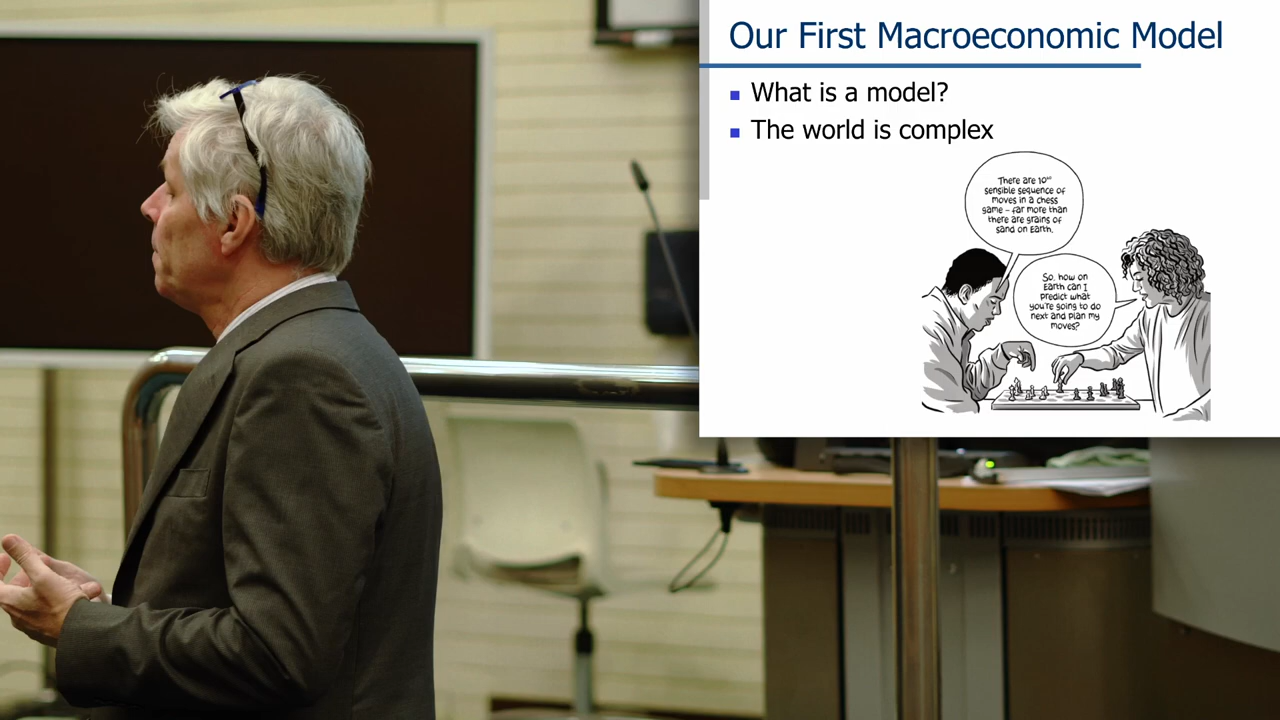 Our First Macroeconomic Model
What is a model?
The world is complex
There are
sensible sequence of
moves in a chess
game – far more than
there are grains of
sand on Earth.
So, how on
Earth can I
predict what
you're going to do
next and plan my
moves?